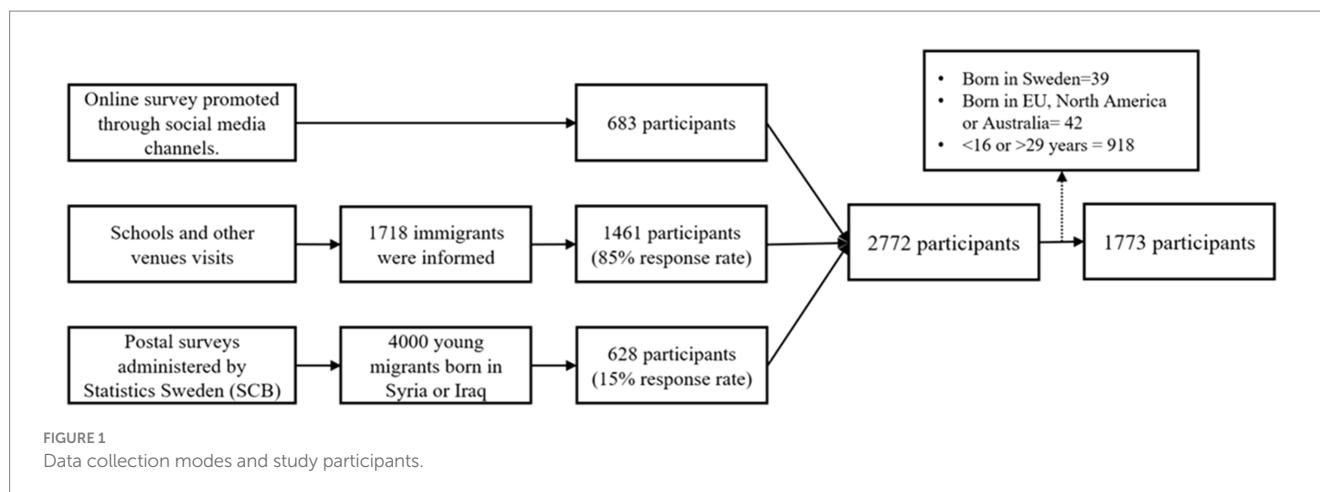 Online survey promoted
through social media
channels.
683 participants
• Born in Sweden=39
• Born in EU, North America
or Australia= 42
• <16 or >29 years = 918
Schools and other
venues visits
1718 immigrants
were informed
1461 participants
(85% response rate)
2772 participants
1773 participants
Postal surveys
administered by
Statistics Sweden (SCB)
4000 young
migrants born in
Syria or Iraq
628 participants
(15% response rate)
FIGURE 1
Data collection modes and study participants.